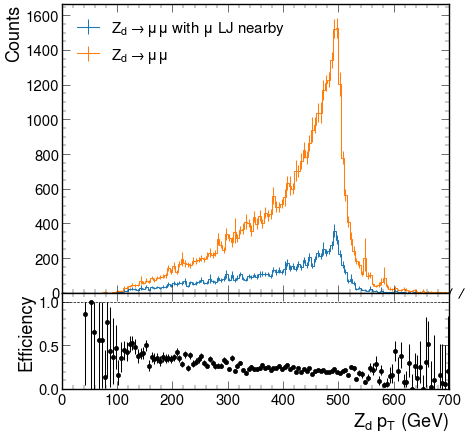 Counts
1600
1400
1200
1000
800
600
400
200
0
Z_d → μ μ with μ LJ nearby
Z_d → μ μ
Efficiency
1.0
0.5
0.0
0 100 200 300 400 500 600 700
Z_d p_T (GeV)